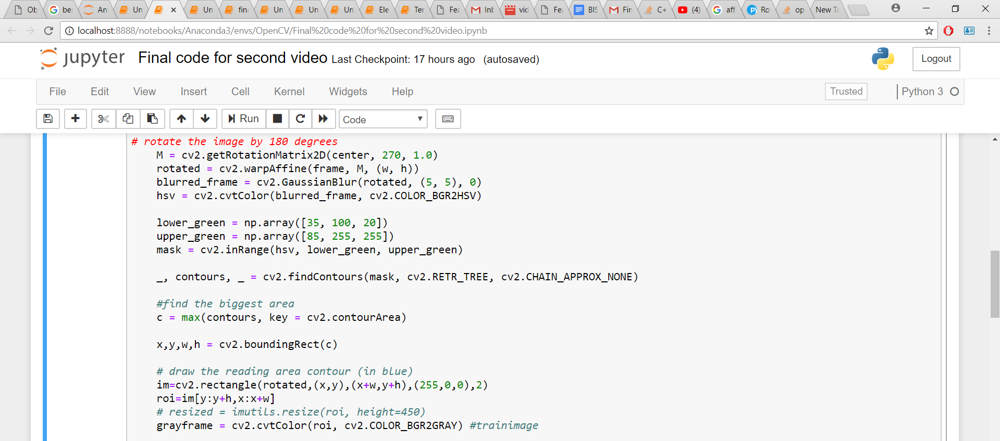 Ob
be
An
Un
Un
fin
Un
Un
Un
Ele
Ter
Fea
Inb
vid
Fea
BIS
Fin
C+
(4)
aff
Ro
op
New Ta
localhost:8888/notebooks/Anaconda3/envs/OpenCV/Final%20code%20for%20second%20video.ipynb
jupyter Final code for second video Last Checkpoint: 17 hours ago (autosaved)
Logout
File Edit View Insert Cell Kernel Widgets Help
Trusted
Python 3
Run
Code
# rotate the image by 180 degrees
M = cv2.getRotationMatrix2D(center, 270, 1.0)
rotated = cv2.warpAffine(frame, M, (w, h))
blurred_frame = cv2.GaussianBlur(rotated, (5, 5), 0)
hsv = cv2.cvtColor(blurred_frame, cv2.COLOR_BGR2HSV)
lower_green = np.array([35, 100, 20])
upper_green = np.array([85, 255, 255])
mask = cv2.inRange(hsv, lower_green, upper_green)
_, contours, _ = cv2.findContours(mask, cv2.RETR_TREE, cv2.CHAIN_APPROX_NONE)
#find the biggest area
c = max(contours, key = cv2.contourArea)
x,y,w,h = cv2.boundingRect(c)
# draw the reading area contour (in blue)
im=cv2.rectangle(rotated,(x,y),(x+w,y+h),(255,0,0),2)
roi=im[y:y+h,x:x+w]
# resized = imutils.resize(roi, height=450)
grayframe = cv2.cvtColor(roi, cv2.COLOR_BGR2GRAY) #trainimage